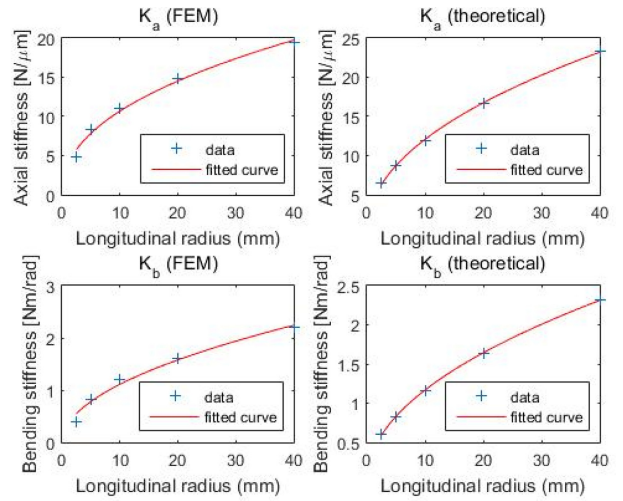 K_a (FEM)
Axial stiffness [N/μm]
20
15
10
5
0
data
fitted curve
0 10 20 30 40
Longitudinal radius (mm)
K_a (theoretical)
Axial stiffness [N/μm]
25
20
15
10
5
data
fitted curve
0 10 20 30 40
Longitudinal radius (mm)
K_b (FEM)
Bending stiffness [Nm/rad]
3
2
1
0
data
fitted curve
0 10 20 30 40
Longitudinal radius (mm)
K_b (theoretical)
Bending stiffness [Nm/rad]
2.5
2
1.5
1
0.5
data
fitted curve
0 10 20 30 40
Longitudinal radius (mm)